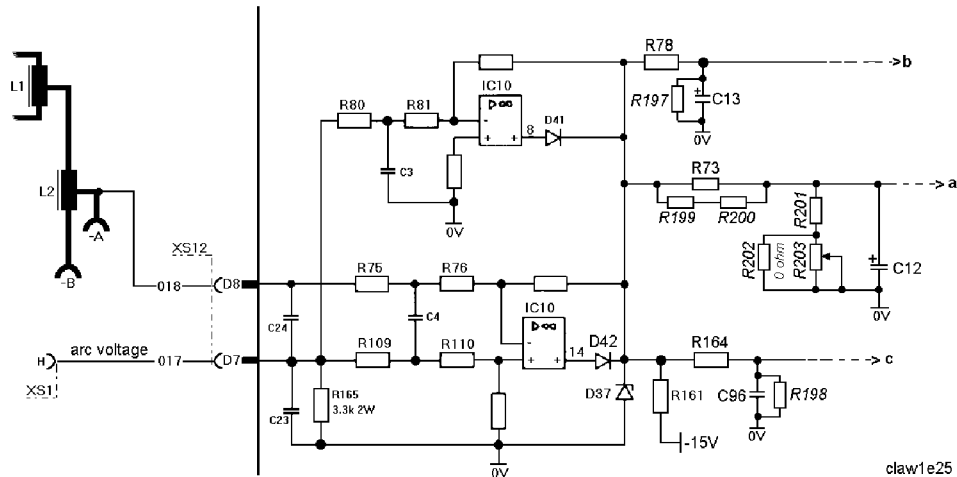 R78
b
L1
IC10
R80
R81
R197
C13
8
D41
0V
C3
R73
a
L2
0V
R199
R200
R201
-A
XS12
R202
0 ohm
R203
C12
-B
018
D8
R75
R76
IC10
0V
C24
C4
H
arc voltage
017
D7
R109
R110
14
D42
R164
c
XS1
R165
3.3k 2W
D37
R161
C96
R198
C23
-15V
0V
0V
claw1e25